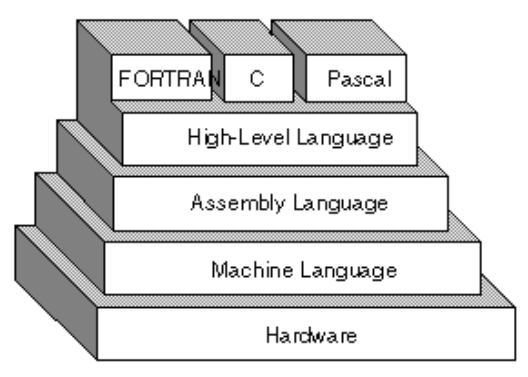 FORTRAN C Pascal
High-Level Language
Assembly Language
Machine Language
Hardware